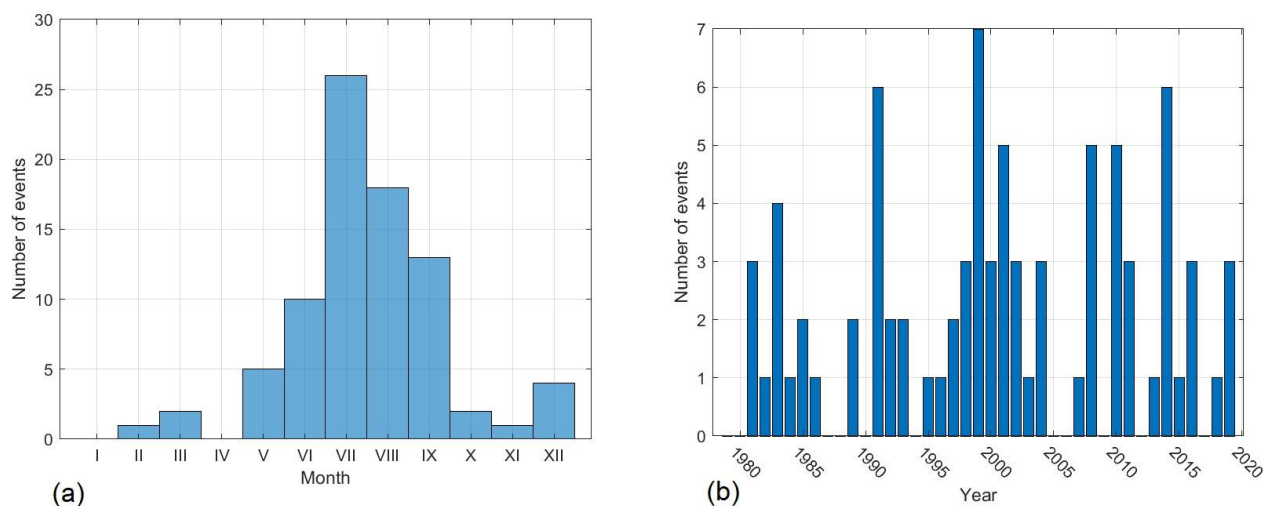 30
25
20
15
10
5
0
Number of events
I II III IV V VI VII VIII IX X XI XII
Month
(a)
7
6
5
4
3
2
1
0
Number of events
1980 1985 1990 1995 2000 2005 2010 2015 2020
Year
(b)